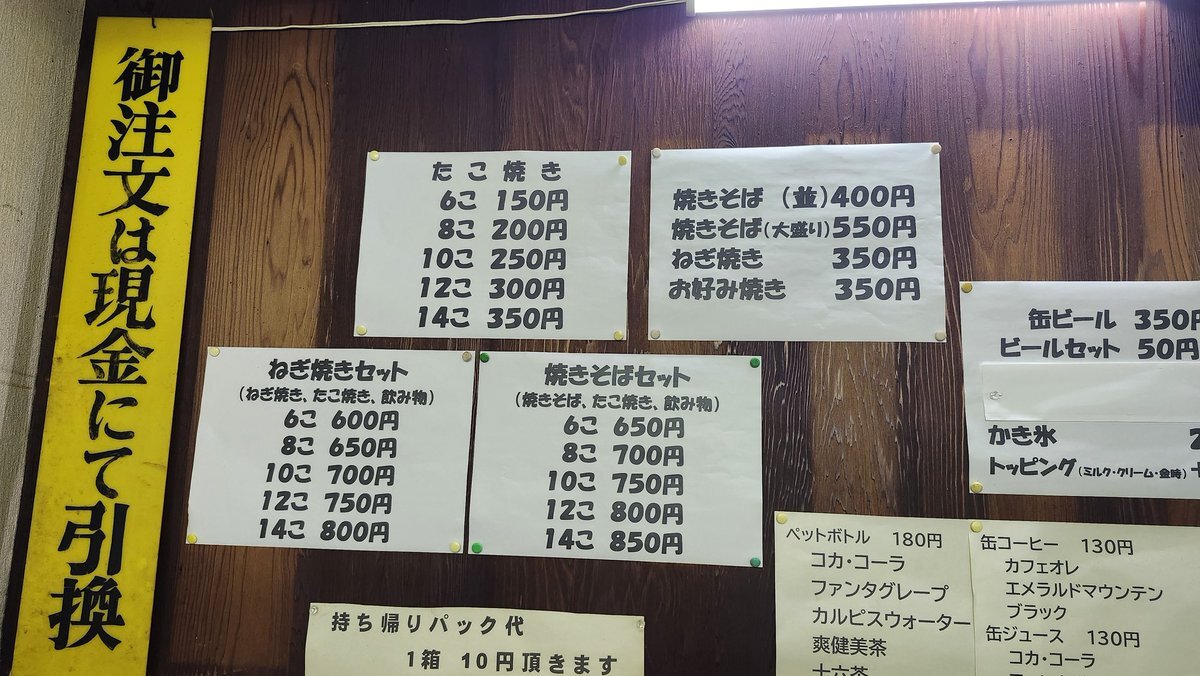 御注文は現金にて引換
たこ焼き
6こ 150円
8こ 200円
10こ 250円
12こ 300円
14こ 350円
焼きそば (並)400円
焼きそば(大盛り)550円
ねぎ焼き 350円
お好み焼き 350円
缶ビール 350円
ビールセット 50円
かき氷 2
トッピング(ミルク・クリーム・金時) +
ねぎ焼きセット
(ねぎ焼き、たこ焼き、飲み物)
6こ 600円
8こ 650円
10こ 700円
12こ 750円
14こ 800円
焼きそばセット
(焼きそば、たこ焼き、飲み物)
6こ 650円
8こ 700円
10こ 750円
12こ 800円
14こ 850円
持ち帰りパック代
1箱 10円頂きます
ペットボトル 180円
コカ・コーラ
ファンタグレープ
カルピスウォーター
爽健美茶
十六茶
缶コーヒー 130円
カフェオレ
エメラルドマウンテン
ブラック
缶ジュース 130円
コカ・コーラ